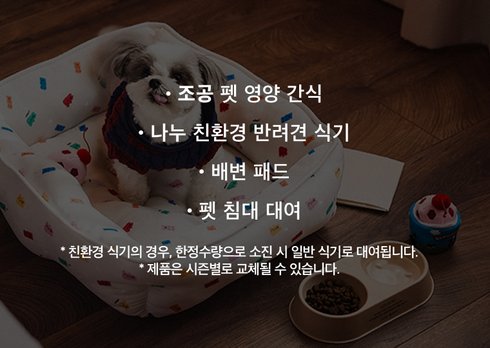 • 조공 펫 영양 간식
• 나누 친환경 반려견 식기
• 배변 패드
• 펫 침대 대여
* 친환경 식기의 경우, 한정수량으로 소진 시 일반 식기로 대여됩니다.
* 제품은 시즌별로 교체될 수 있습니다.